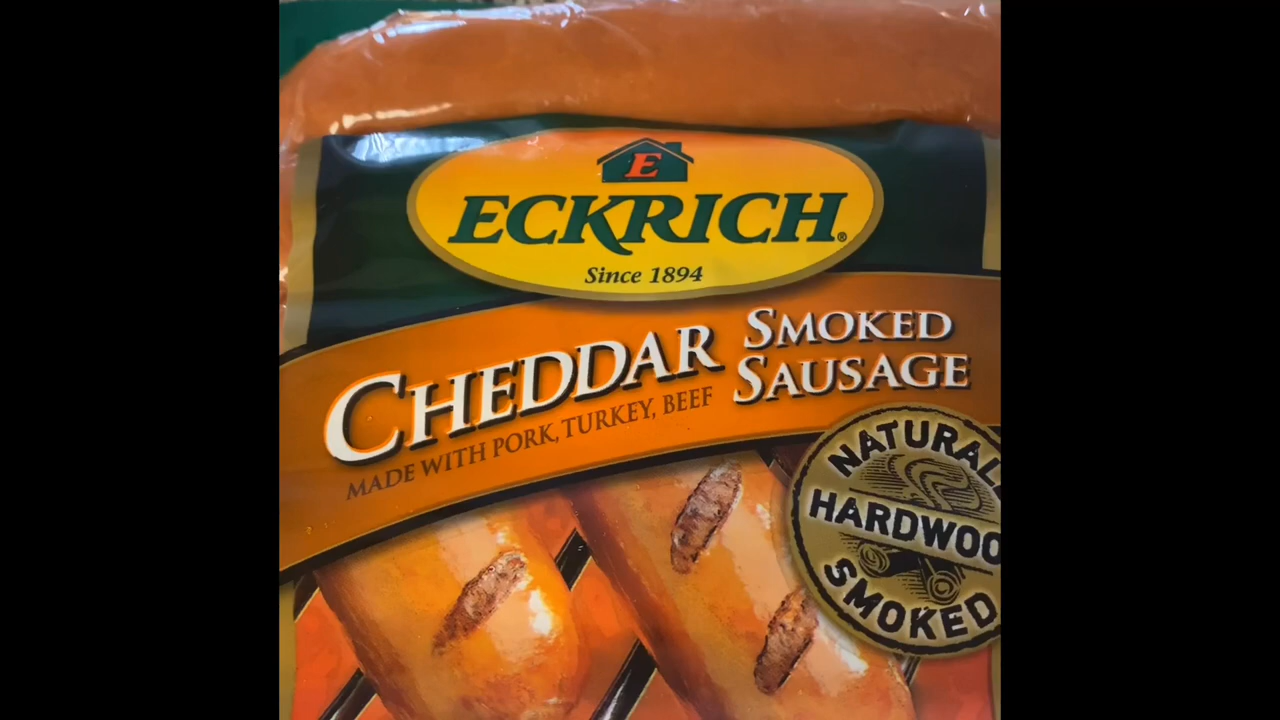 E
ECKRICH®
Since 1894
CHEDDAR SMOKED SAUSAGE
MADE WITH PORK, TURKEY, BEEF
NATURAL
HARDWOO
SMOKED